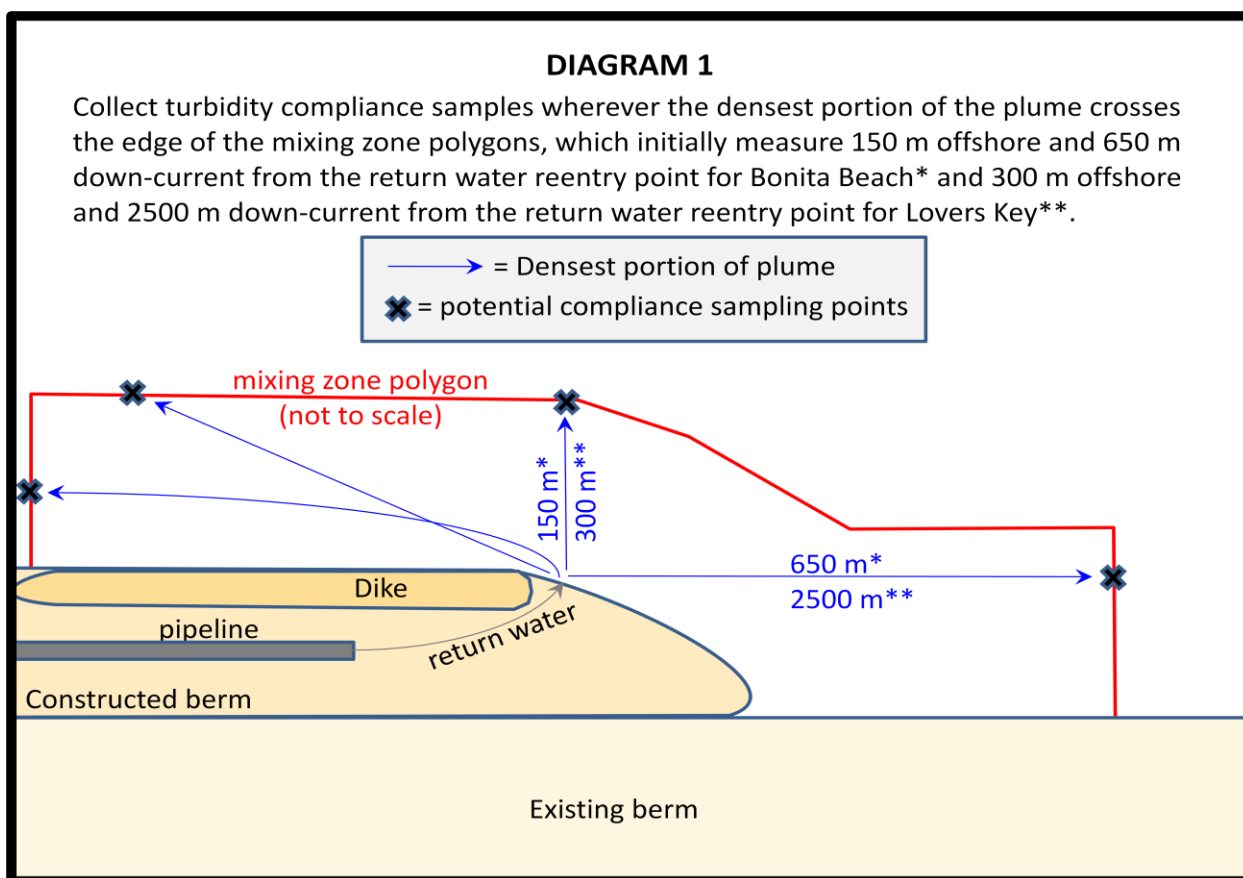 DIAGRAM 1
Collect turbidity compliance samples wherever the densest portion of the plume crosses
the edge of the mixing zone polygons, which initially measure 150 m offshore and 650 m
down-current from the return water reentry point for Bonita Beach* and 300 m offshore
and 2500 m down-current from the return water reentry point for Lovers Key**.
= Densest portion of plume
= potential compliance sampling points
mixing zone polygon
(not to scale)
150 m*
300 m**
650 m*
2500 m**
Dike
pipeline
return water
Constructed berm
Existing berm